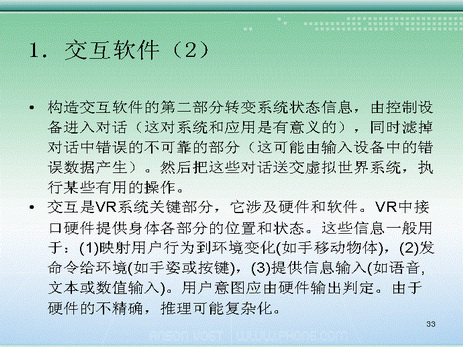 1．交互软件（2）
• 构造交互软件的第二部分转变系统状态信息，由控制设
备进入对话（这对系统和应用是有意义的），同时滤掉
对话中错误的不可靠的部分（这可能由输入设备中的错
误数据产生）。然后把这些对话送交虚拟世界系统，执
行某些有用的操作。
• 交互是VR系统关键部分，它涉及硬件和软件。VR中接
口硬件提供身体各部分的位置和状态。这些信息一般用
于：(1)映射用户行为到环境变化(如手移动物体)，(2)发
命令给环境(如手姿或按键)，(3)提供信息输入(如语音,
文本或数值输入)。用户意图应由硬件输出判定。由于
硬件的不精确，推理可能复杂化。
33